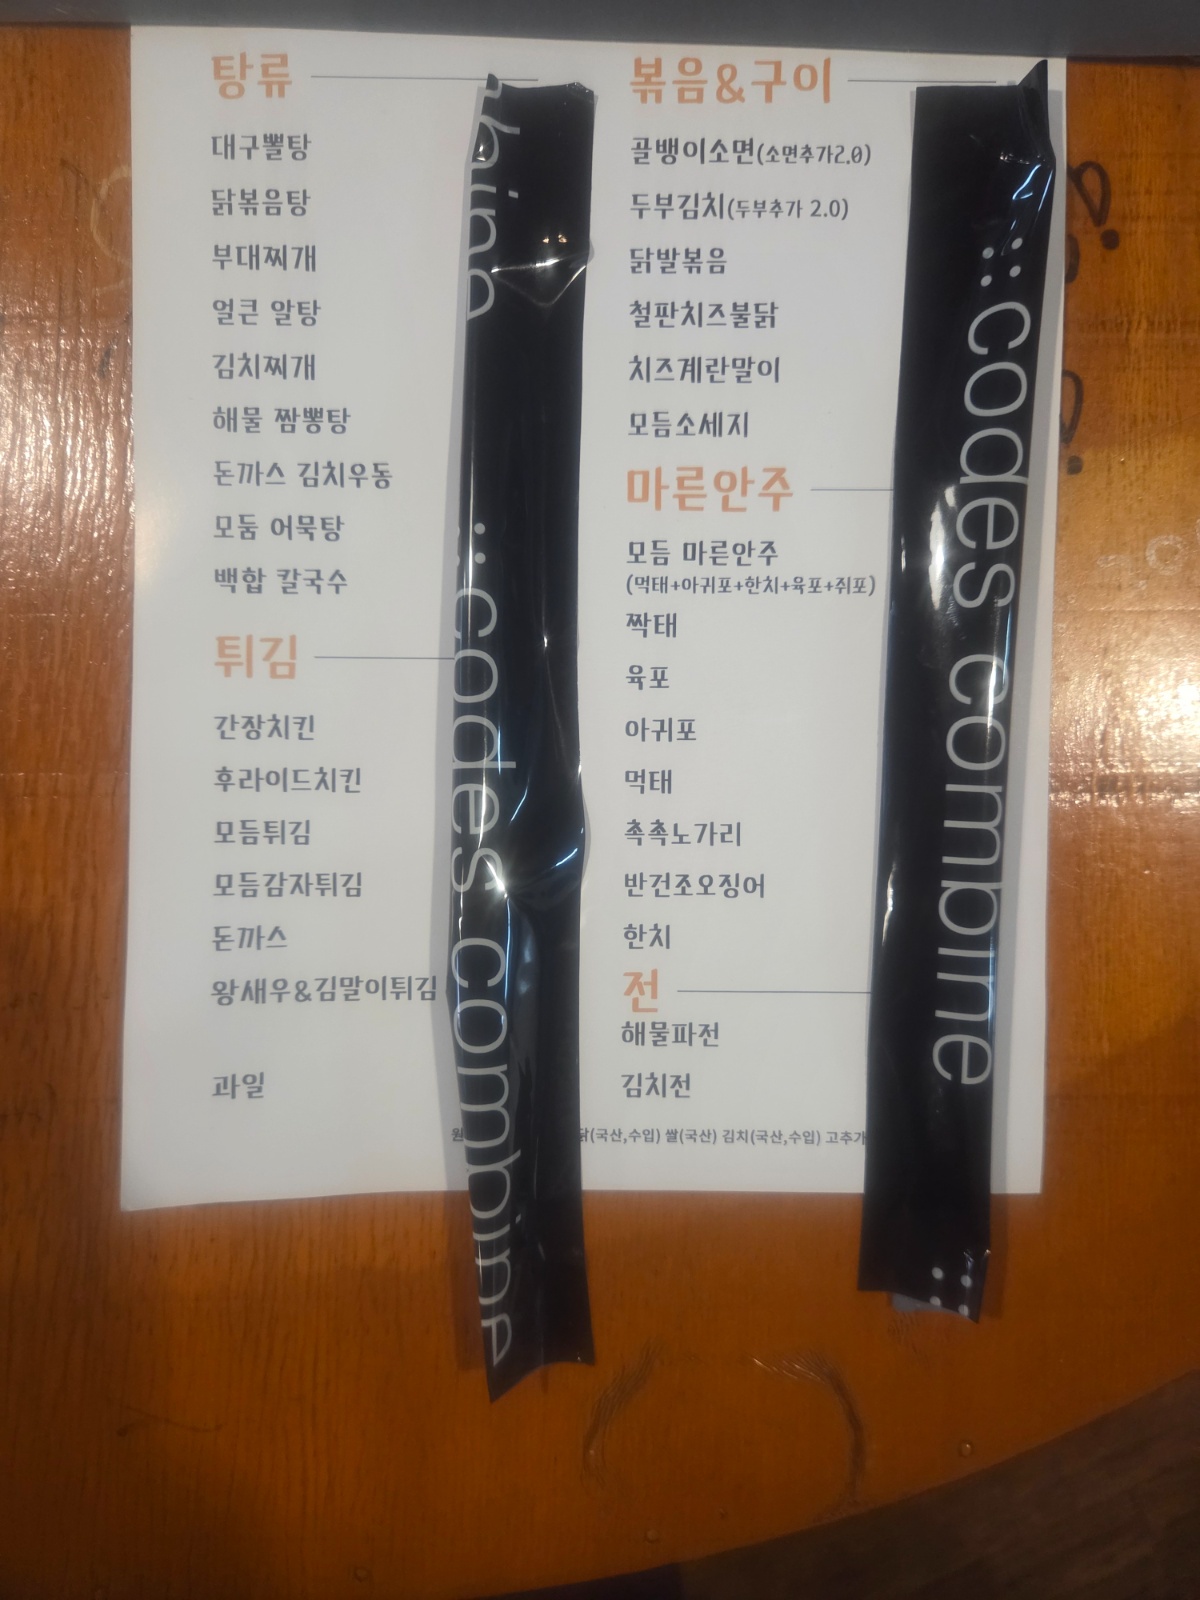 탕류
대구뽈탕
닭볶음탕
부대찌개
얼큰 알탕
김치찌개
해물 짬뽕탕
돈까스 김치우동
모둠 어묵탕
백합 칼국수
튀김
간장치킨
후라이드치킨
모듬튀김
모듬감자튀김
돈까스
왕새우&김말이튀김
과일
볶음&구이
골뱅이소면(소면추가2.0)
두부김치(두부추가 2.0)
닭발볶음
철판치즈불닭
치즈계란말이
모듬소세지
마른안주
모듬 마른안주
(먹태+아귀포+한치+육포+쥐포)
짝태
육포
아귀포
먹태
촉촉노가리
반건조오징어
한치
전
해물파전
김치전
닭(국산,수입) 쌀(국산) 김치(국산,수입) 고추가
codes combine
codes combine